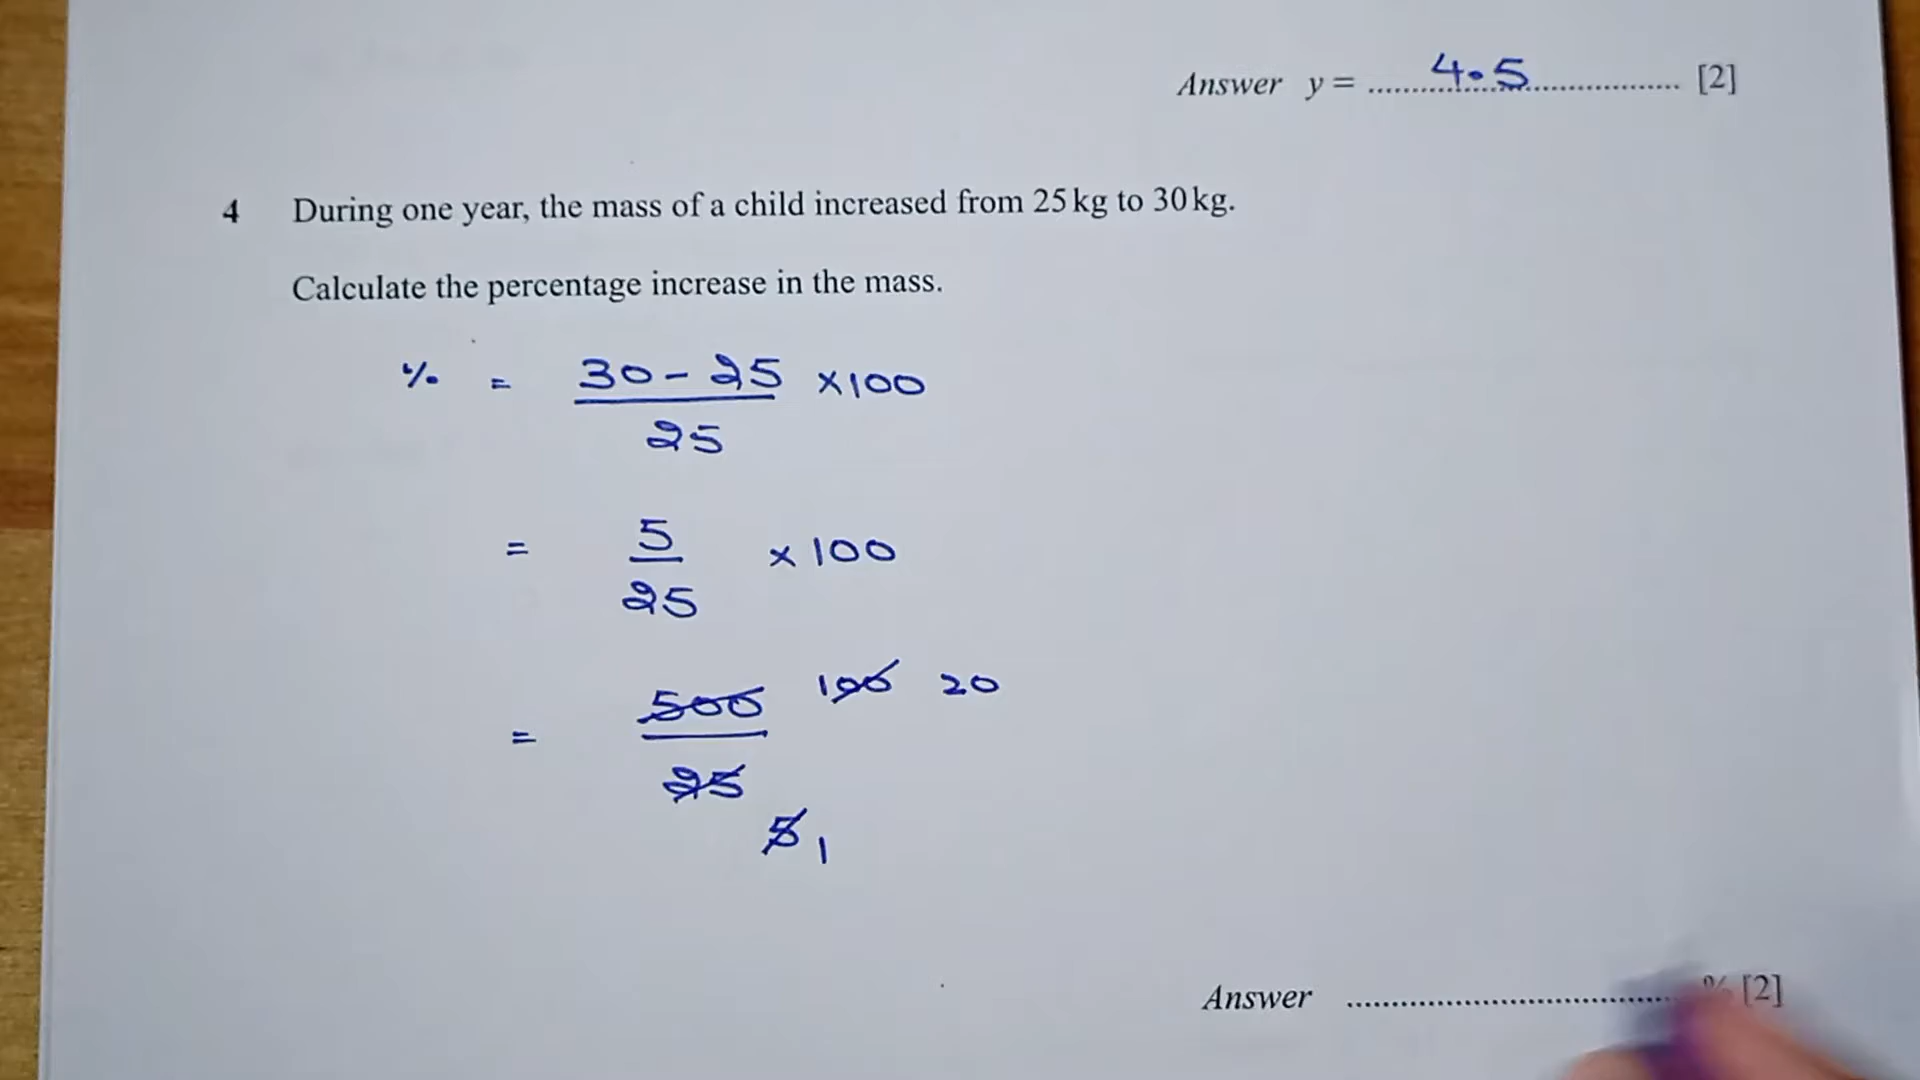 Answer y = 4.5 [2]
4 During one year, the mass of a child increased from 25 kg to 30 kg.
Calculate the percentage increase in the mass.
% = 30 - 25 × 100
25
= 5 × 100
25
= 500 100 20
25
5 1
Answer .................................... % [2]